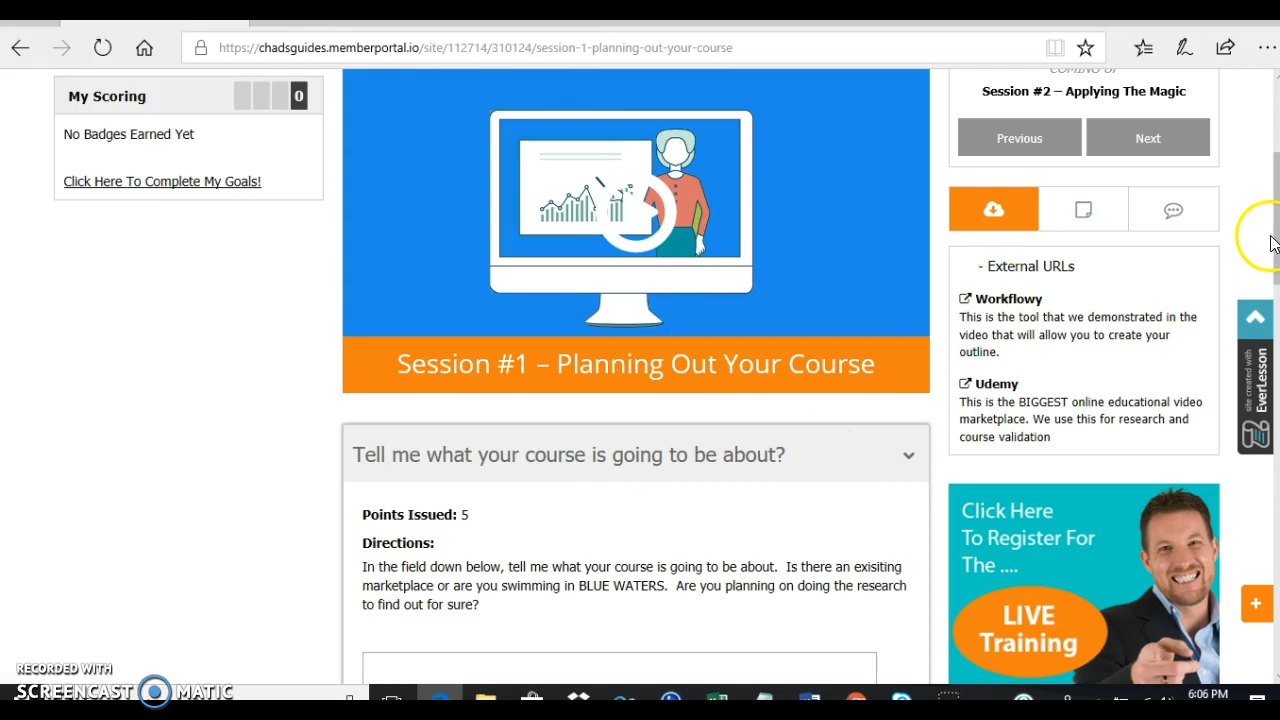 https://chadsguides.memberportal.io/site/112714/310124/session-1-planning-out-your-course
My Scoring
0
No Badges Earned Yet
Click Here To Complete My Goals!
Session #1 – Planning Out Your Course
Tell me what your course is going to be about?
Points Issued: 5
Directions:
In the field down below, tell me what your course is going to be about. Is there an exisiting
marketplace or are you swimming in BLUE WATERS. Are you planning on doing the research
to find out for sure?
COMING UP
Session #2 – Applying The Magic
Previous
Next
- External URLs
Workflowy
This is the tool that we demonstrated in the
video that will allow you to create your
outline.
Udemy
This is the BIGGEST online educational video
marketplace. We use this for research and
course validation
Click Here
To Register For
The ....
LIVE
Training
site created with
EverLesson
+
RECORDED WITH
SCREENCAST MATIC
6:06 PM